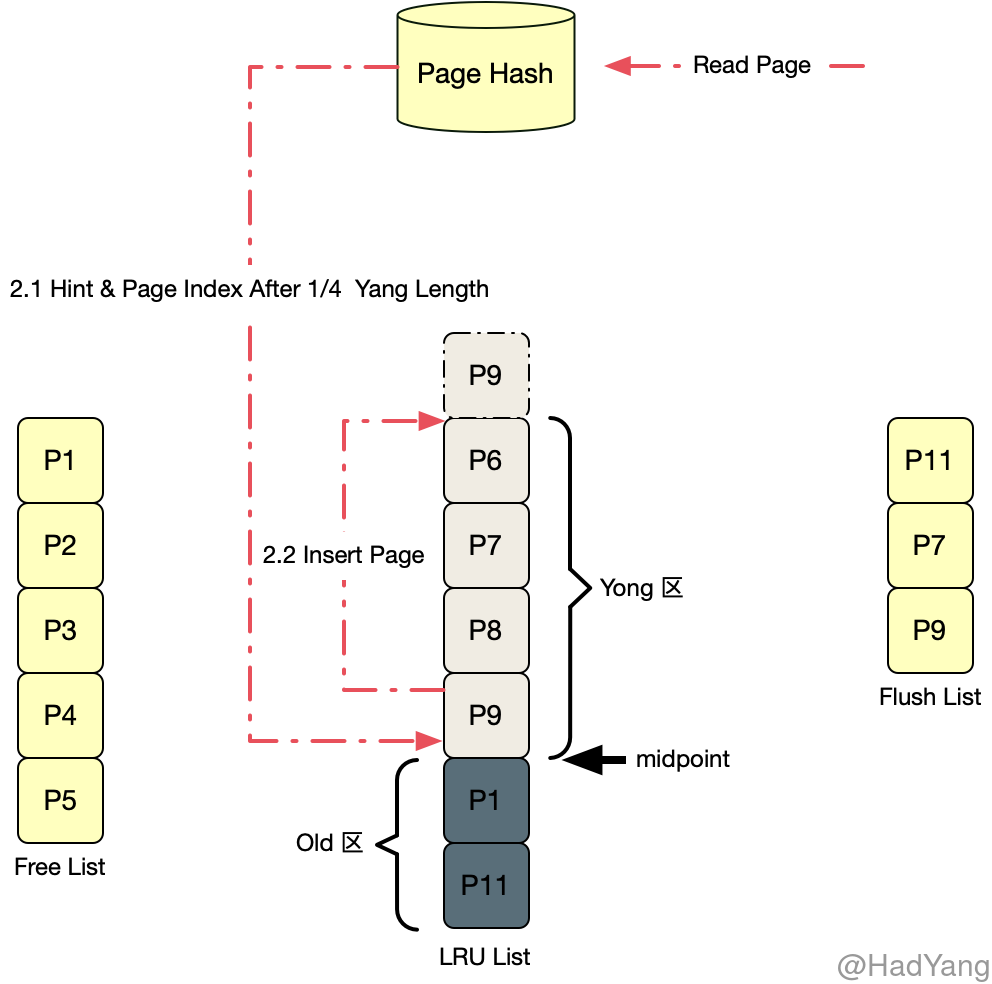 Page Hash
Read Page
2.1 Hint & Page Index After 1/4 Yang Length
P1
P2
P3
P4
P5
Free List
2.2 Insert Page
P9
P6
P7
P8
P9
P1
P11
LRU List
Yong 区
midpoint
Old 区
P11
P7
P9
Flush List
@HadYang